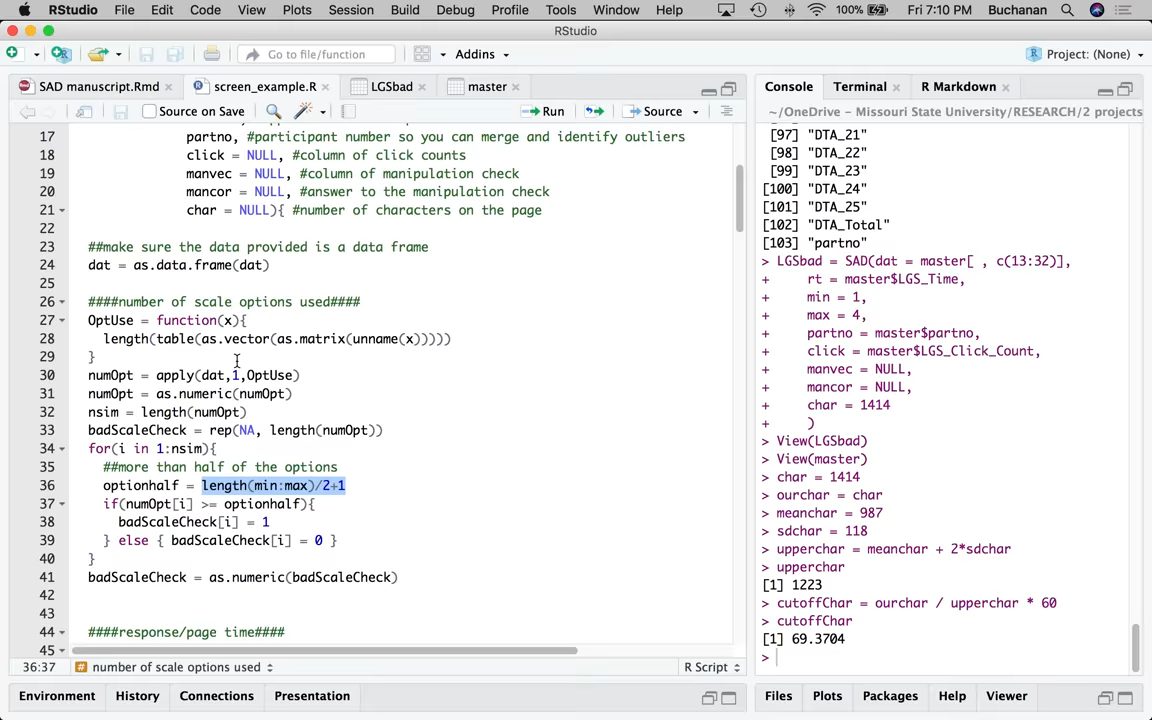 RStudio File Edit Code View Plots Session Build Debug Profile Tools Window Help 100% Fri 7:10 PM Buchanan
RStudio
Go to file/function Addins Project: (None)
SAD manuscript.Rmd screen_example.R LGSbad master
Source on Save Run Source
17 partno, #participant number so you can merge and identify outliers
18 click = NULL, #column of click counts
19 manvec = NULL, #column of manipulation check
20 mancor = NULL, #answer to the manipulation check
21 char = NULL){ #number of characters on the page
22
23 ##make sure the data provided is a data frame
24 dat = as.data.frame(dat)
25
26 ####number of scale options used####
27 OptUse = function(x){
28 length(table(as.vector(as.matrix(unname(x)))))
29 }
30 numOpt = apply(dat,1,OptUse)
31 numOpt = as.numeric(numOpt)
32 nsim = length(numOpt)
33 badScaleCheck = rep(NA, length(numOpt))
34 for(i in 1:nsim){
35 ##more than half of the options
36 optionhalf = length(min:max)/2+1
37 if(numOpt[i] >= optionhalf){
38 badScaleCheck[i] = 1
39 } else { badScaleCheck[i] = 0 }
40 }
41 badScaleCheck = as.numeric(badScaleCheck)
42
43
44 ####response/page time####
45
36:37 number of scale options used R Script
Environment History Connections Presentation
Console Terminal R Markdown
~/OneDrive – Missouri State University/RESEARCH/2 projects
[97] "DTA_21"
[98] "DTA_22"
[99] "DTA_23"
[100] "DTA_24"
[101] "DTA_25"
[102] "DTA_Total"
[103] "partno"
> LGSbad = SAD(dat = master[ , c(13:32)],
+ rt = master$LGS_Time,
+ min = 1,
+ max = 4,
+ partno = master$partno,
+ click = master$LGS_Click_Count,
+ manvec = NULL,
+ mancor = NULL,
+ char = 1414
+ )
> View(LGSbad)
> View(master)
> char = 1414
> ourchar = char
> meanchar = 987
> sdchar = 118
> upperchar = meanchar + 2*sdchar
> upperchar
[1] 1223
> cutoffChar = ourchar / upperchar * 60
> cutoffChar
[1] 69.3704
>
Files Plots Packages Help Viewer